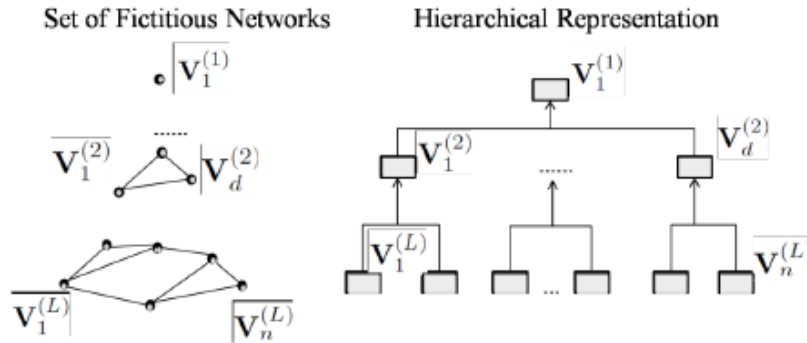 Set of Fictitious Networks
Hierarchical Representation
V_1^{(1)}
V_1^{(1)}
......
V_1^{(2)}
V_d^{(2)}
V_1^{(2)}
......
V_d^{(2)}
V_1^{(L)}
V_n^{(L)}
V_1^{(L)}
...
V_n^{(L)}